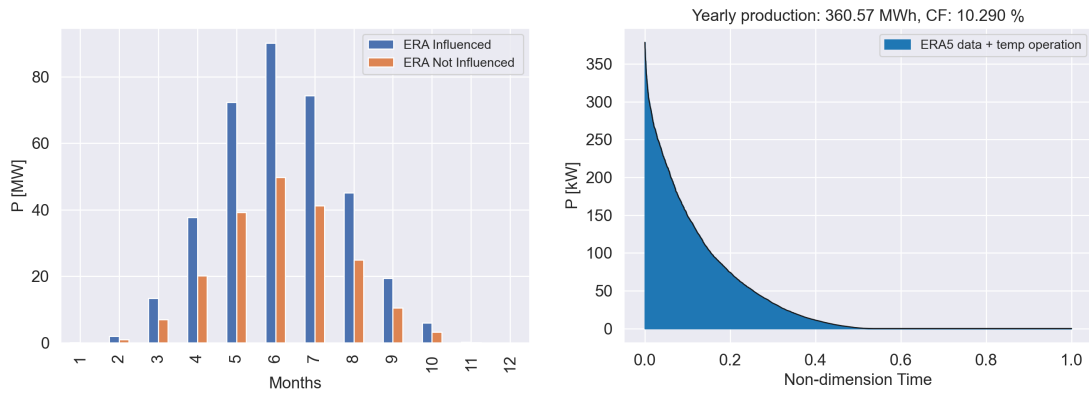 P [MW]
80
60
40
20
0
1 2 3 4 5 6 7 8 9 10 11 12
Months
ERA Influenced
ERA Not Influenced
Yearly production: 360.57 MWh, CF: 10.290 %
P [kW]
350
300
250
200
150
100
50
0
0.0 0.2 0.4 0.6 0.8 1.0
Non-dimension Time
ERA5 data + temp operation